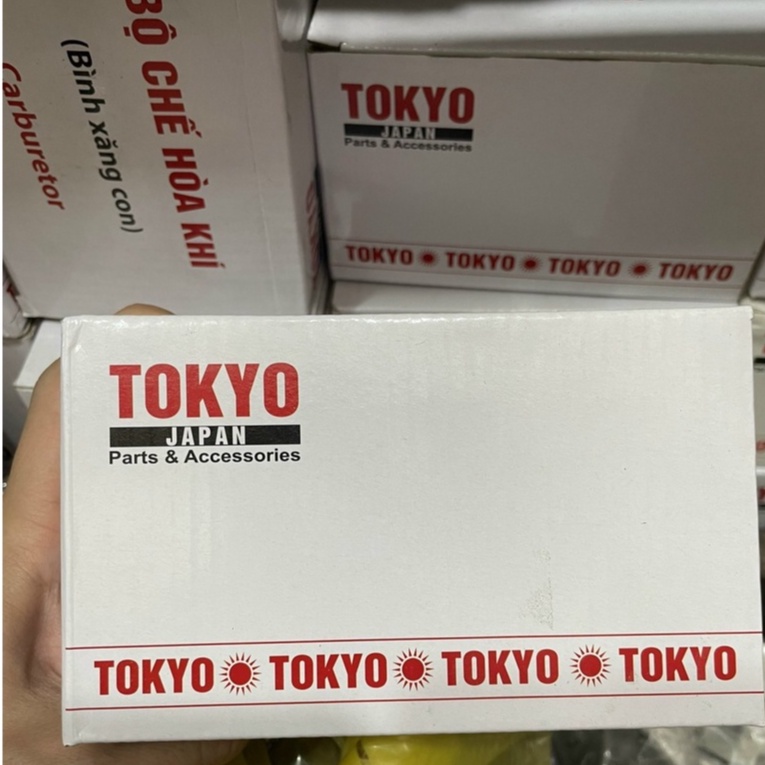 BỘ CHẾ HÒA KHÍ
(Bình xăng con)
Carburetor
TOKYO
JAPAN
Parts & Accessories
TOKYO TOKYO TOKYO TOKYO
TOKYO
JAPAN
Parts & Accessories
TOKYO TOKYO TOKYO TOKYO